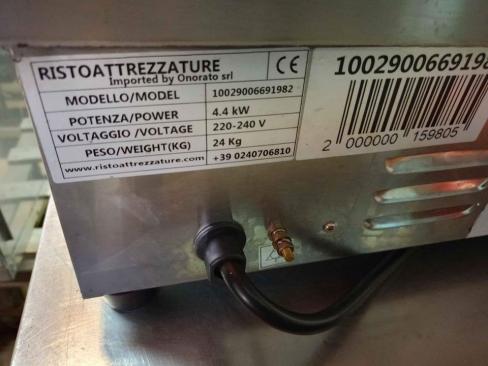 RISTOATTREZZATURE
Imported by Onorato srl
CE
MODELLO/MODEL 10029006691982
POTENZA/POWER 4.4 kW
VOLTAGGIO /VOLTAGE 220-240 V
PESO/WEIGHT(KG) 24 Kg
www.ristoattrezzature.com +39 0240706810
10029006691982
2 000000 159805